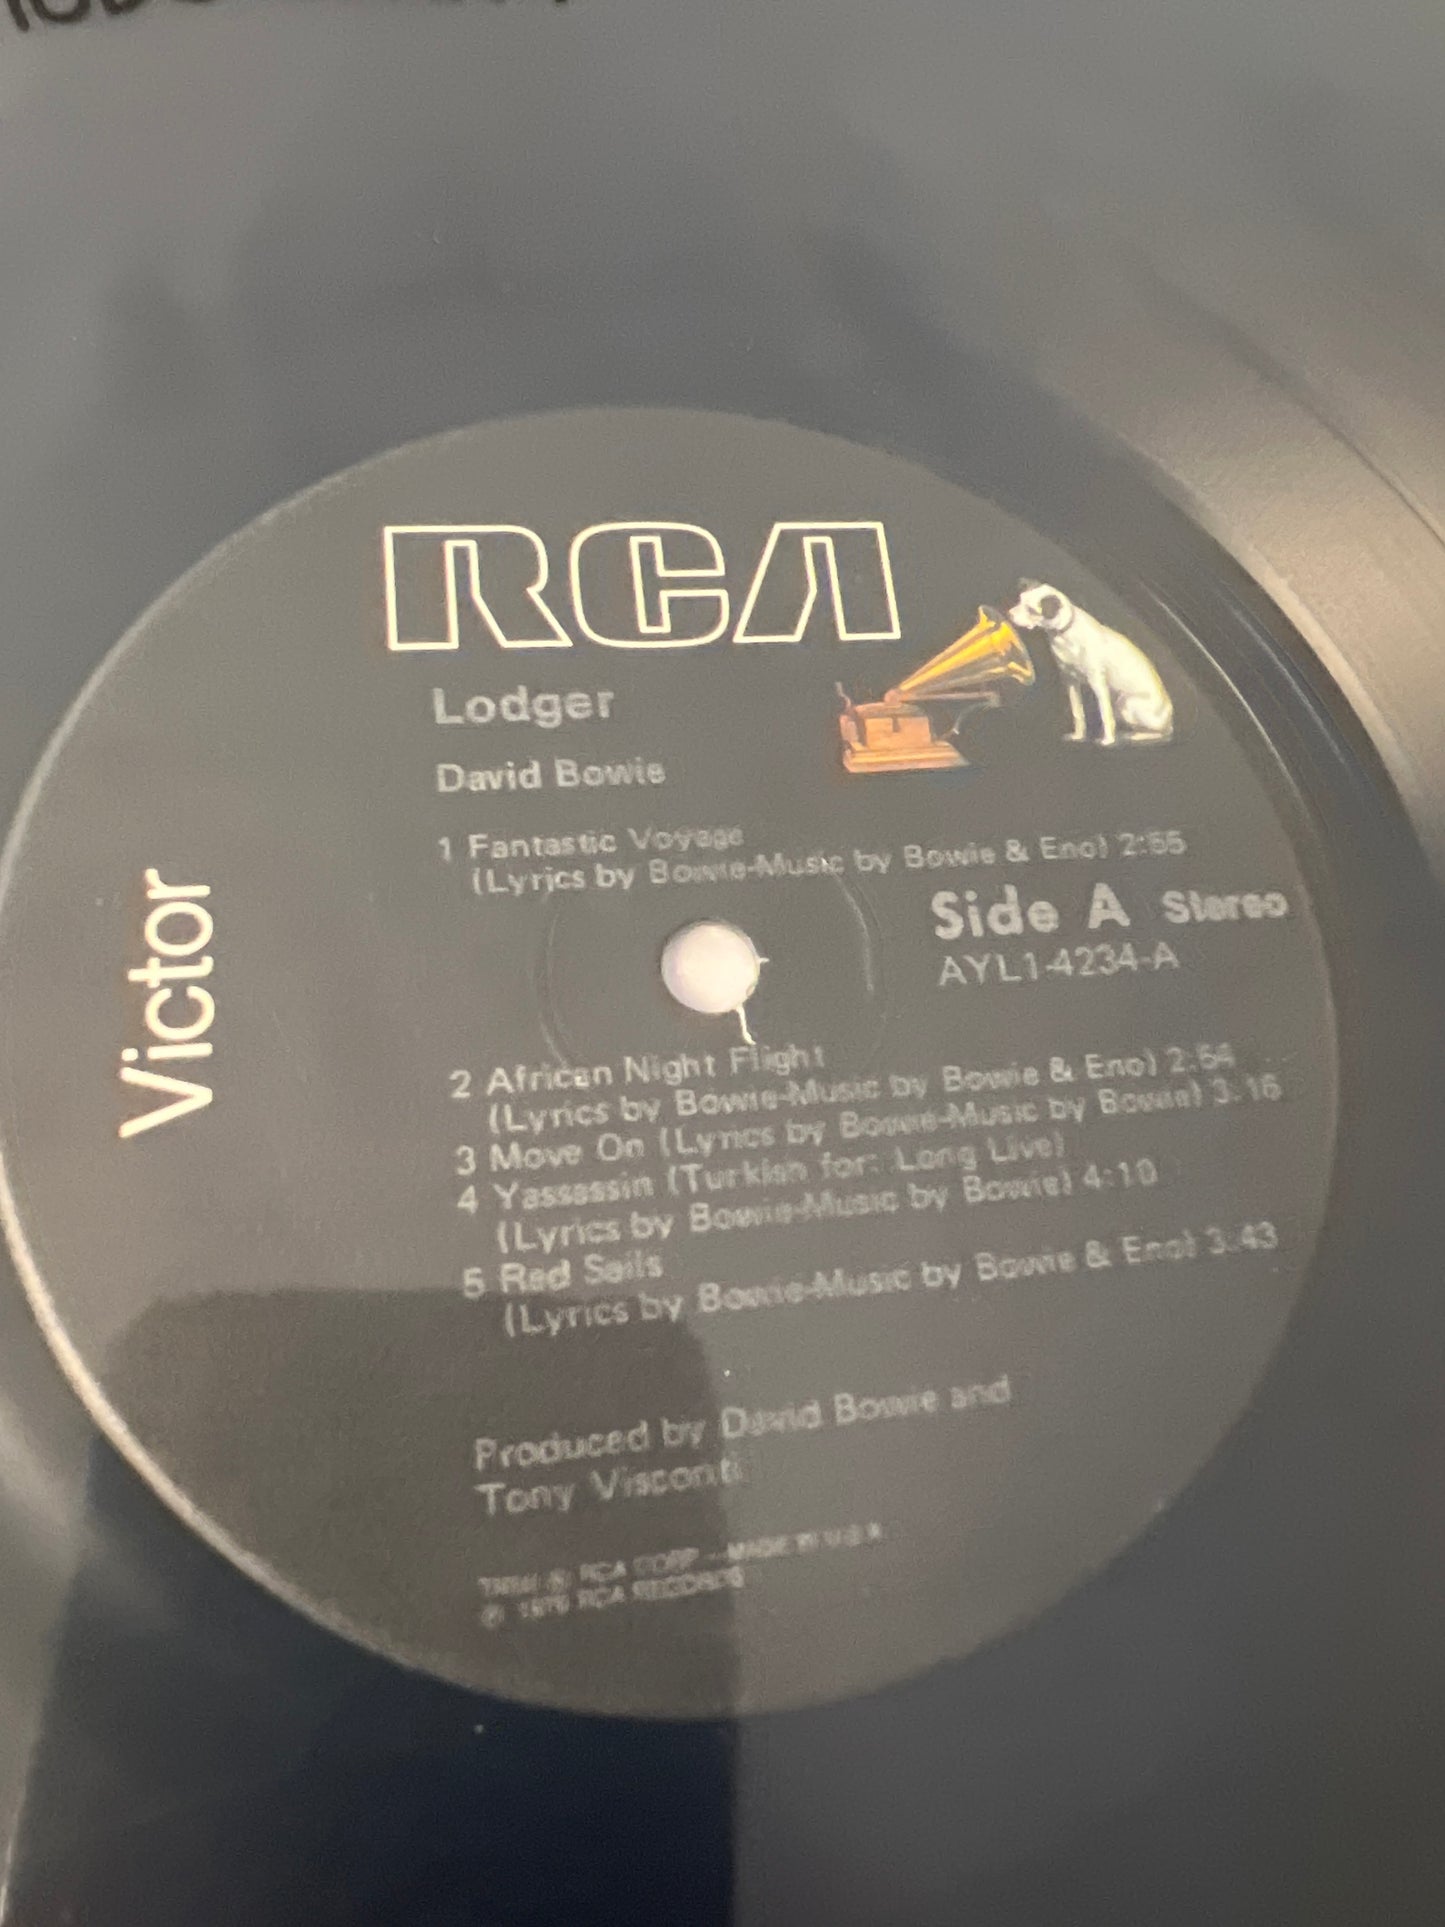 RCA
Lodger
David Bowie
1 Fantastic Voyage
(Lyrics by Bowie-Music by Bowie & Eno) 2:55
Side A Stereo
AYL1-4234-A
Victor
2 African Night Flight
(Lyrics by Bowie-Music by Bowie & Eno) 2:54
3 Move On (Lyrics by Bowie-Music by Bowie) 3:16
4 Yassassin (Turkish for: Long Live)
(Lyrics by Bowie-Music by Bowie) 4:10
5 Red Sails
(Lyrics by Bowie-Music by Bowie & Eno) 3:43
Produced by David Bowie and
Tony Visconti
TMK(s) ® RCA CORP.—MADE IN U.S.A.
℗ 1979 RCA RECORDS